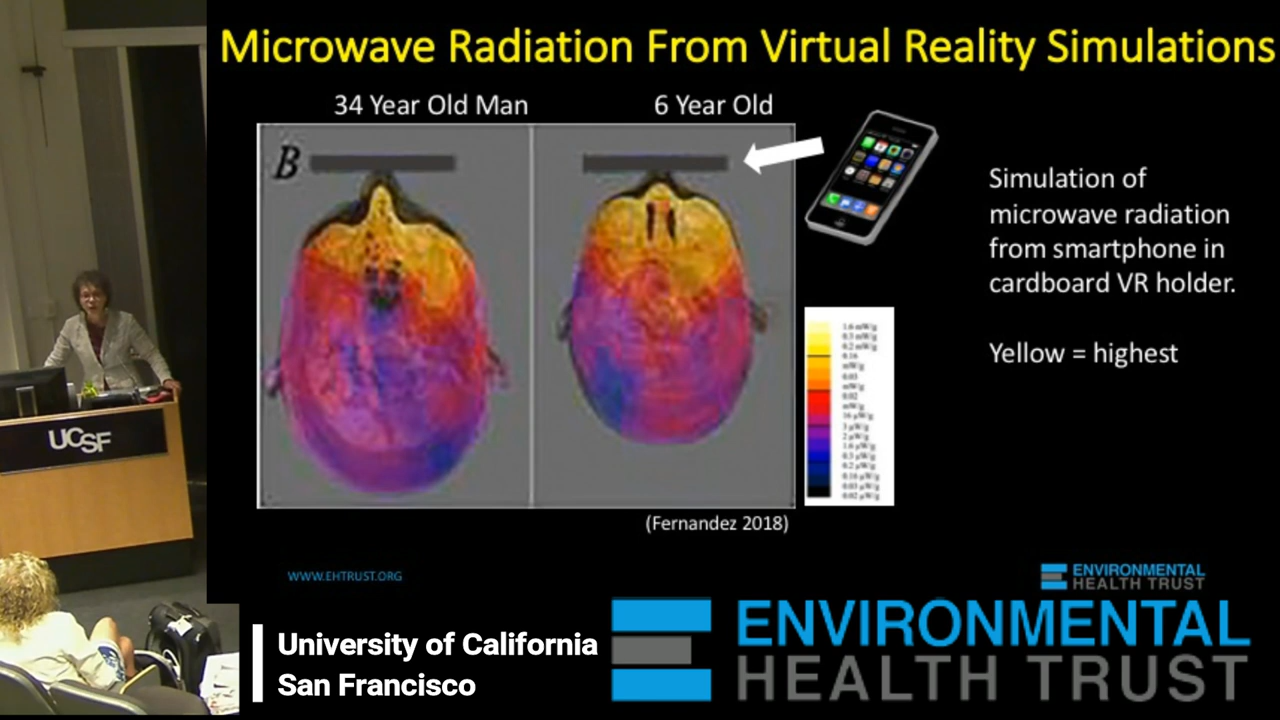 Microwave Radiation From Virtual Reality Simulations
34 Year Old Man
6 Year Old
B
Simulation of
microwave radiation
from smartphone in
cardboard VR holder.
Yellow = highest
(Fernandez 2018)
WWW.EHTRUST.ORG
ENVIRONMENTAL
HEALTH TRUST
UCSF
University of California
San Francisco
ENVIRONMENTAL
HEALTH TRUST